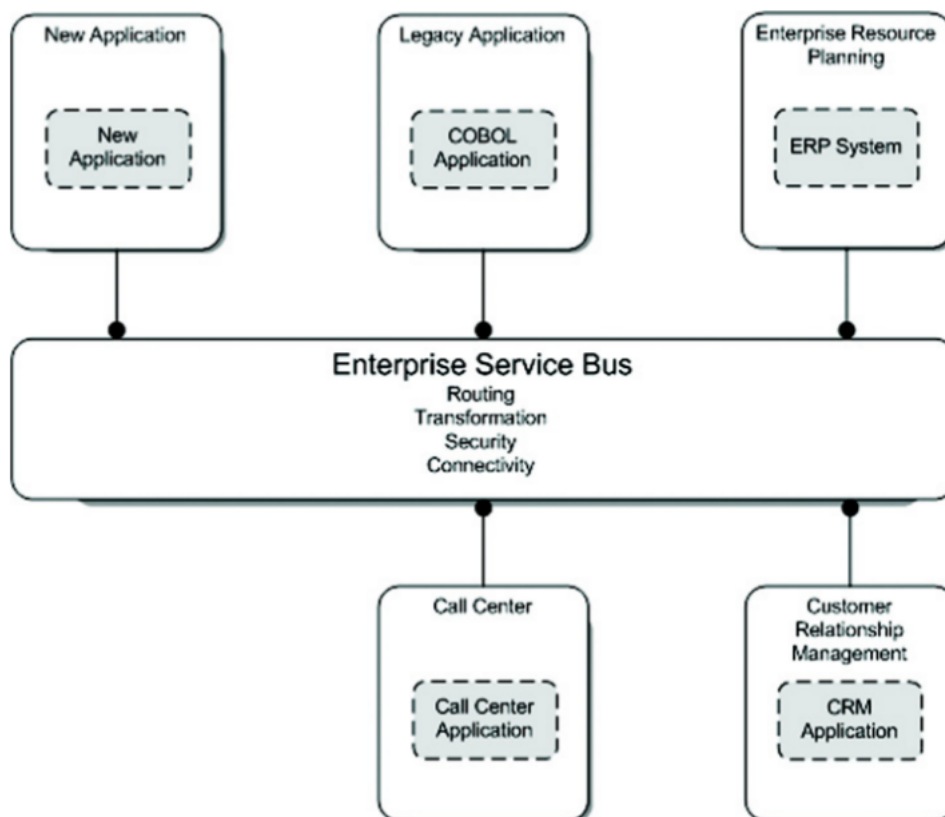 New Application
New
Application
Legacy Application
COBOL
Application
Enterprise Resource
Planning
ERP System
Enterprise Service Bus
Routing
Transformation
Security
Connectivity
Call Center
Call Center
Application
Customer
Relationship
Management
CRM
Application